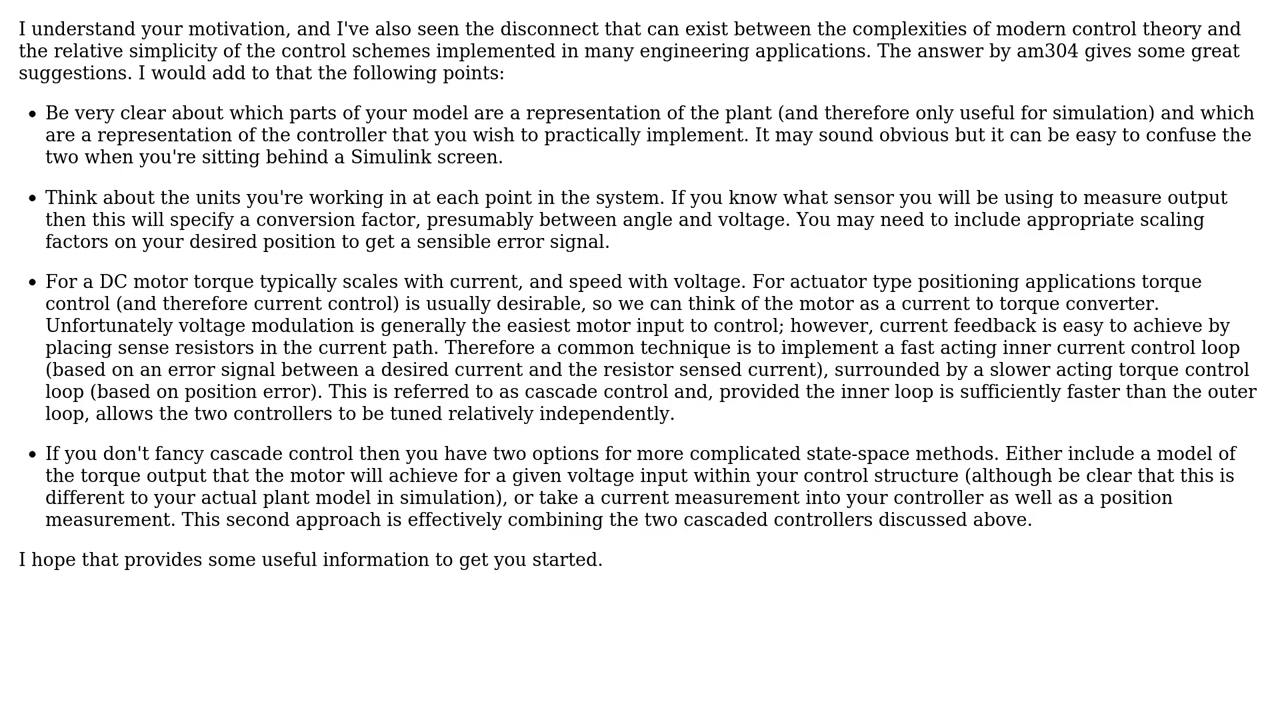 I understand your motivation, and I've also seen the disconnect that can exist between the complexities of modern control theory and
the relative simplicity of the control schemes implemented in many engineering applications. The answer by am304 gives some great
suggestions. I would add to that the following points:
• Be very clear about which parts of your model are a representation of the plant (and therefore only useful for simulation) and which
are a representation of the controller that you wish to practically implement. It may sound obvious but it can be easy to confuse the
two when you're sitting behind a Simulink screen.
• Think about the units you're working in at each point in the system. If you know what sensor you will be using to measure output
then this will specify a conversion factor, presumably between angle and voltage. You may need to include appropriate scaling
factors on your desired position to get a sensible error signal.
• For a DC motor torque typically scales with current, and speed with voltage. For actuator type positioning applications torque
control (and therefore current control) is usually desirable, so we can think of the motor as a current to torque converter.
Unfortunately voltage modulation is generally the easiest motor input to control; however, current feedback is easy to achieve by
placing sense resistors in the current path. Therefore a common technique is to implement a fast acting inner current control loop
(based on an error signal between a desired current and the resistor sensed current), surrounded by a slower acting torque control
loop (based on position error). This is referred to as cascade control and, provided the inner loop is sufficiently faster than the outer
loop, allows the two controllers to be tuned relatively independently.
• If you don't fancy cascade control then you have two options for more complicated state-space methods. Either include a model of
the torque output that the motor will achieve for a given voltage input within your control structure (although be clear that this is
different to your actual plant model in simulation), or take a current measurement into your controller as well as a position
measurement. This second approach is effectively combining the two cascaded controllers discussed above.
I hope that provides some useful information to get you started.